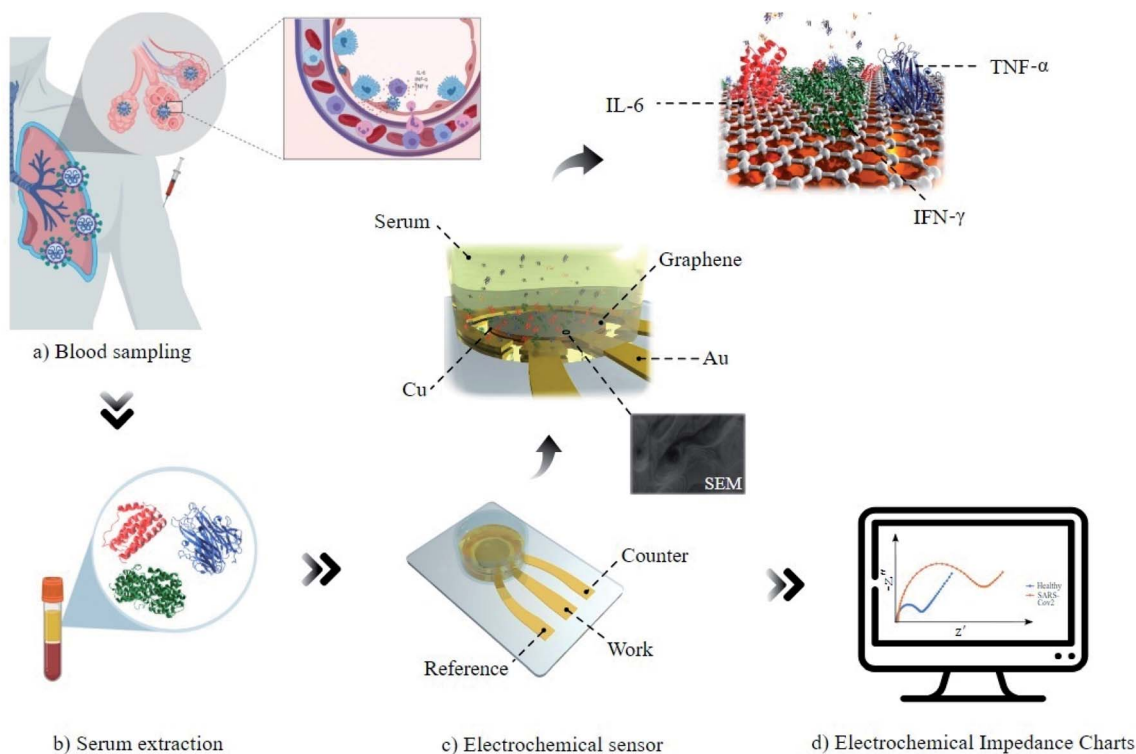 IL-6
TNF-α
IFN-γ
Serum
Graphene
Cu
Au
SEM
a) Blood sampling
Counter
Work
Reference
-Z"
Z'
Healthy
SARS-
Cov2
b) Serum extraction
c) Electrochemical sensor
d) Electrochemical Impedance Charts